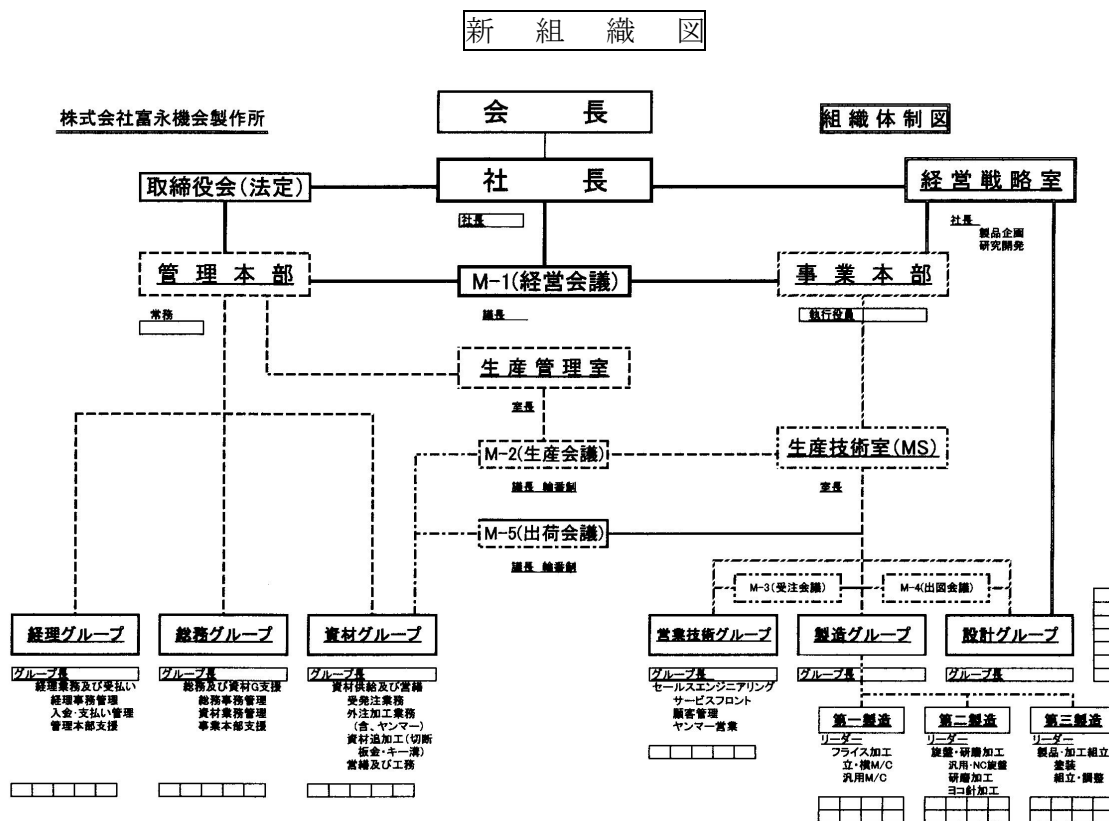 新組織図
株式会社富永機会製作所
会長
組織体制図
取締役会(法定)
社長
経営戦略室
社長
社長
製品企画
研究開発
管理本部
M-1(経営会議)
事業本部
常務
議長
執行役員
生産管理室
室長
M-2(生産会議)
生産技術室(MS)
議長 輪番制
室長
M-5(出荷会議)
議長 輪番制
M-3(受注会議)
M-4(出図会議)
経理グループ
総務グループ
資材グループ
営業技術グループ
製造グループ
設計グループ
グループ長
経理業務及び受払い
経理事務管理
入金・支払い管理
管理本部支援
グループ長
総務及び資材G支援
総務事務管理
資材業務管理
事業本部支援
グループ長
資材供給及び営繕
受発注業務
外注加工業務
(含、ヤンマー)
資材追加工(切断
板金・キー溝)
営繕及び工務
グループ長
セールスエンジニアリング
サービスフロント
顧客管理
ヤンマー営業
グループ長
グループ長
第一製造
リーダー
フライス加工
立・横M/C
汎用M/C
第二製造
リーダー
旋盤・研磨加工
汎用・NC旋盤
研磨加工
ヨコ針加工
第三製造
リーダー
製品・加工組立
塗装
組立・調整